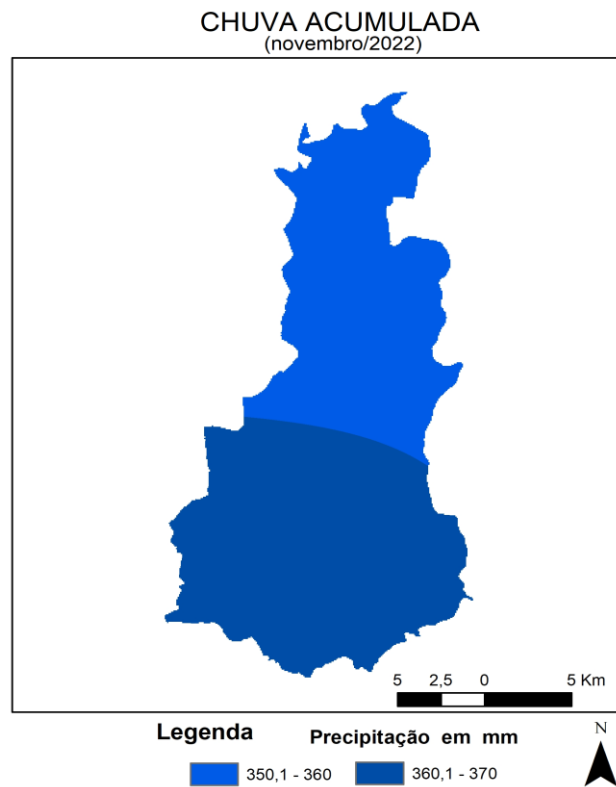 CHUVA ACUMULADA
(novembro/2022)
5 2,5 0 5 Km
Legenda Precipitação em mm
N
350,1 - 360 360,1 - 370